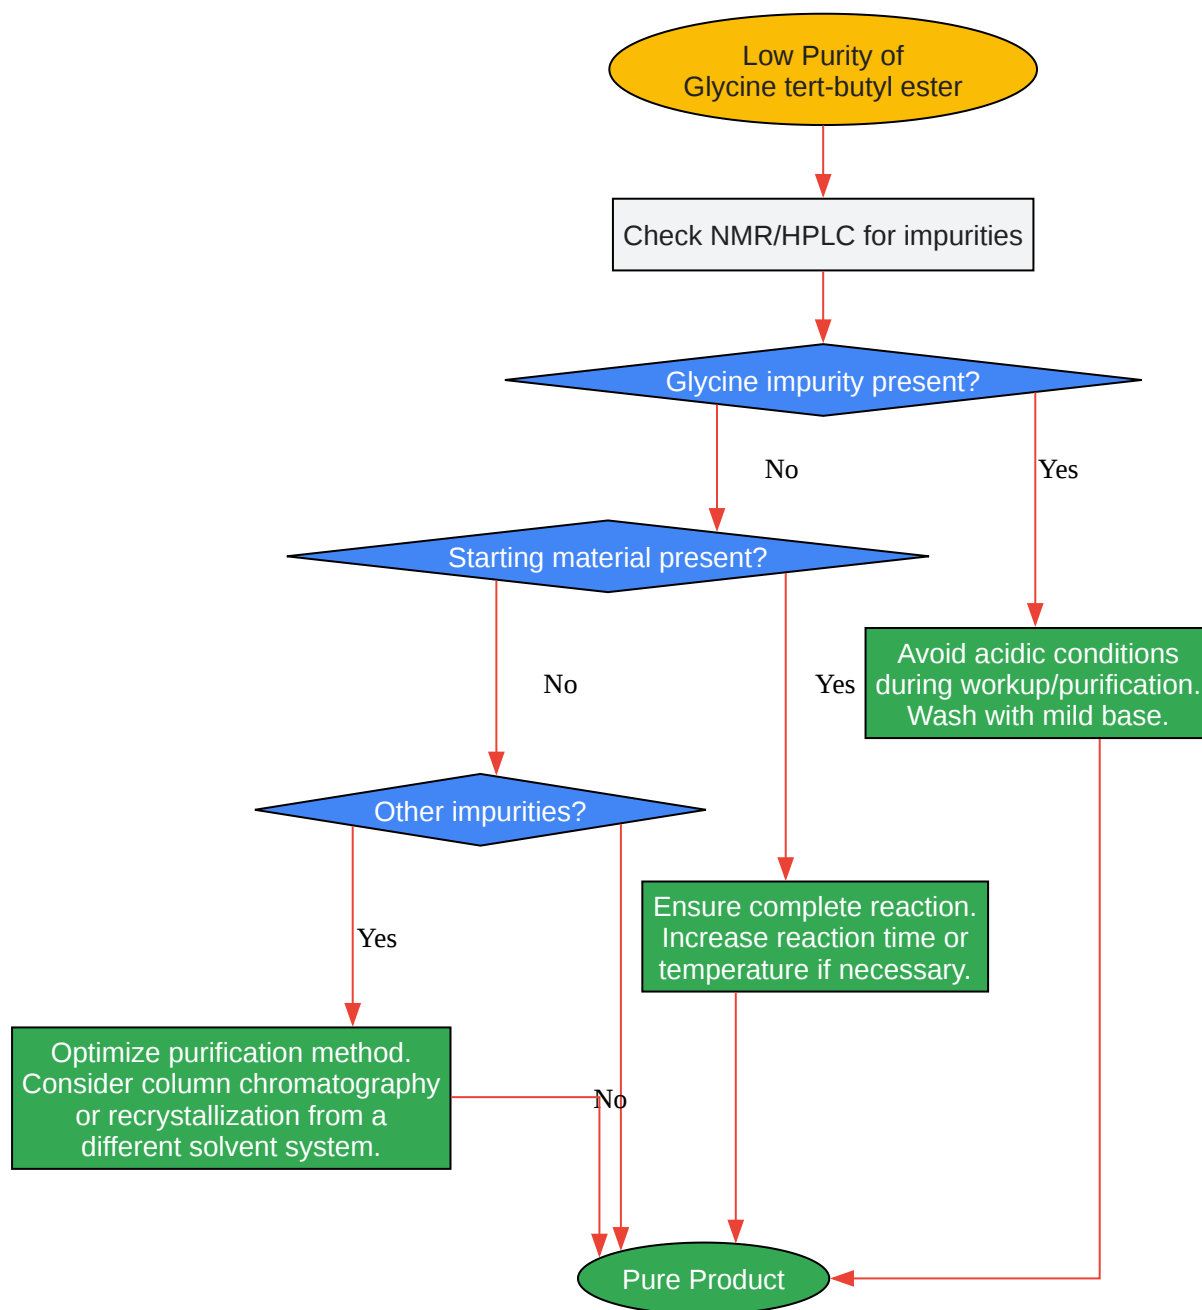 Low Purity of
Glycine tert-butyl ester
Check NMR/HPLC for impurities
Glycine impurity present?
No
Yes
Starting material present?
No
Yes
Avoid acidic conditions
during workup/purification.
Wash with mild base.
Other impurities?
Yes
No
Ensure complete reaction.
Increase reaction time or
temperature if necessary.
Optimize purification method.
Consider column chromatography
or recrystallization from a
different solvent system.
Pure Product